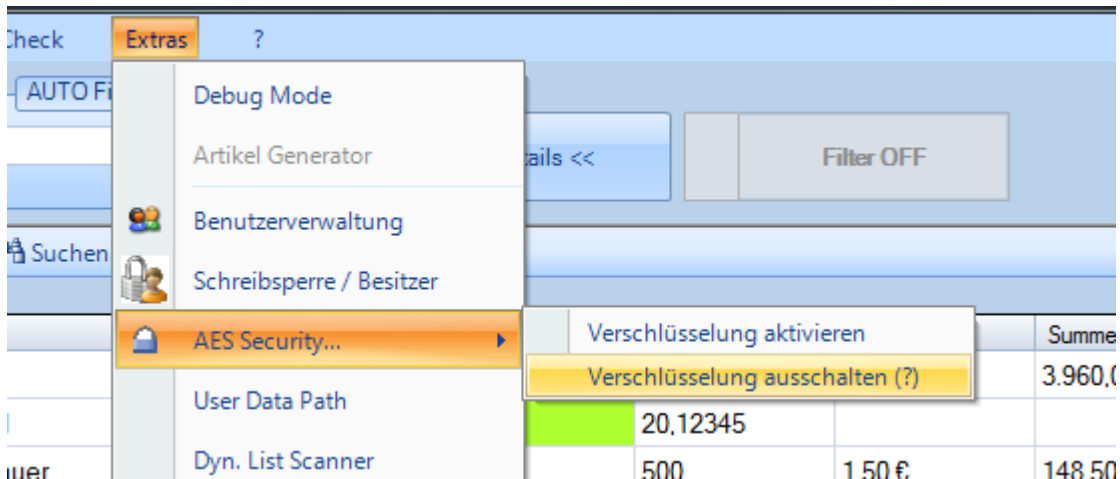 Check Extras ?
AUTO Fi
Debug Mode
Artikel Generator
ails << Filter OFF
Benutzerverwaltung
Suchen
Schreibsperre / Besitzer
AES Security...
Verschlüsselung aktivieren
Summe
Verschlüsselung ausschalten (?)
3.960,0
User Data Path
20,12345
Dyn. List Scanner
auer 500 1,50 € 148,50